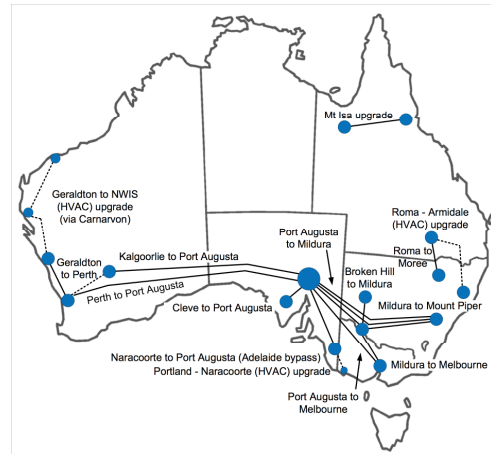 Mt Isa upgrade
Geraldton to NWIS
(HVAC) upgrade
(via Carnarvon)
Roma - Armidale
(HVAC) upgrade
Port Augusta
to Mildura
Roma to
Moree
Geraldton
to Perth
Kalgoorlie to Port Augusta
Broken Hill
to Mildura
Perth to Port Augusta
Cleve to Port Augusta
Mildura to Mount Piper
Naracoorte to Port Augusta (Adelaide bypass)
Portland - Naracoorte (HVAC) upgrade
Mildura to Melbourne
Port Augusta to
Melbourne